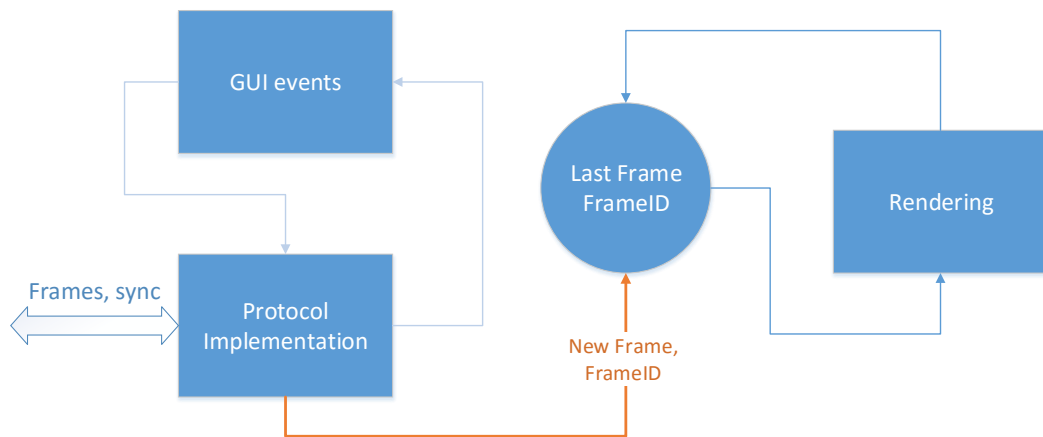 GUI events
Last Frame
FrameID
Rendering
Frames, sync
Protocol
Implementation
New Frame,
FrameID